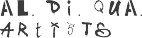 AL. Di. QUA.
ARTiSTS